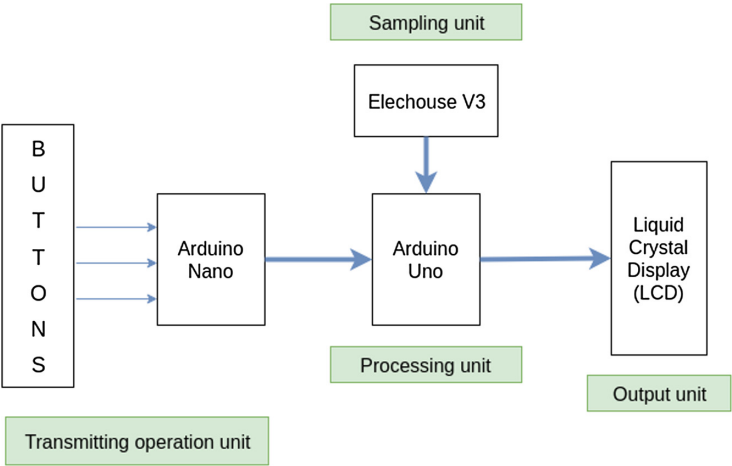 Sampling unit
Elechouse V3
B
U
T
T
O
N
S
Arduino
Nano
Arduino
Uno
Liquid
Crystal
Display
(LCD)
Processing unit
Output unit
Transmitting operation unit